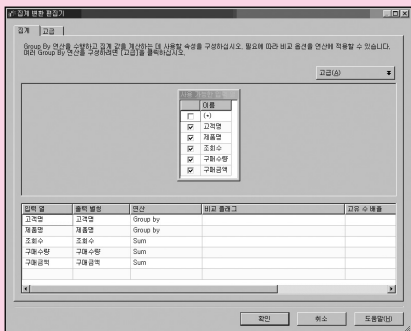 집계 변환 편집기
집계 고급
Group By 연산을 수행하고 집계 값을 계산하는 데 사용할 속성을 구성하십시오. 필요에 따라 비교 옵션을 연산에 적용할 수 있습니다.
여러 Group By 연산을 구성하려면 [고급]을 클릭하십시오.
고급(A)
이름
(*)
고객명
제품명
조회수
구매수량
구매금액
입력 열 출력 별칭 연산 비교 플래그 고유 수 배율
고객명 고객명 Group by
제품명 제품명 Group by
조회수 조회수 Sum
구매수량 구매수량 Sum
구매금액 구매금액 Sum
확인 취소 도움말(H)